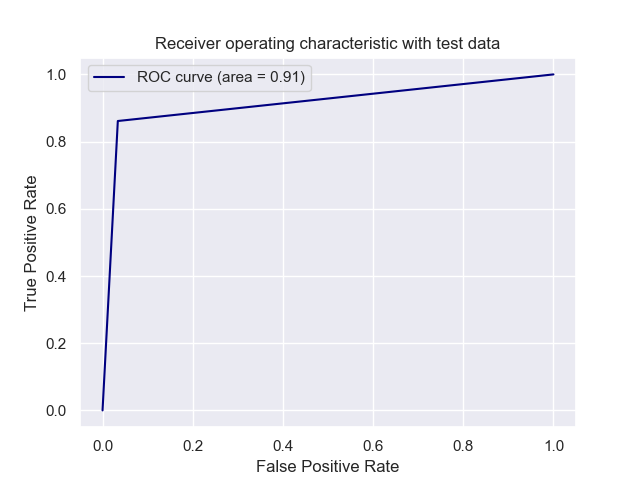 Receiver operating characteristic with test data
ROC curve (area = 0.91)
1.0
0.8
0.6
0.4
0.2
0.0
True Positive Rate
0.0 0.2 0.4 0.6 0.8 1.0
False Positive Rate